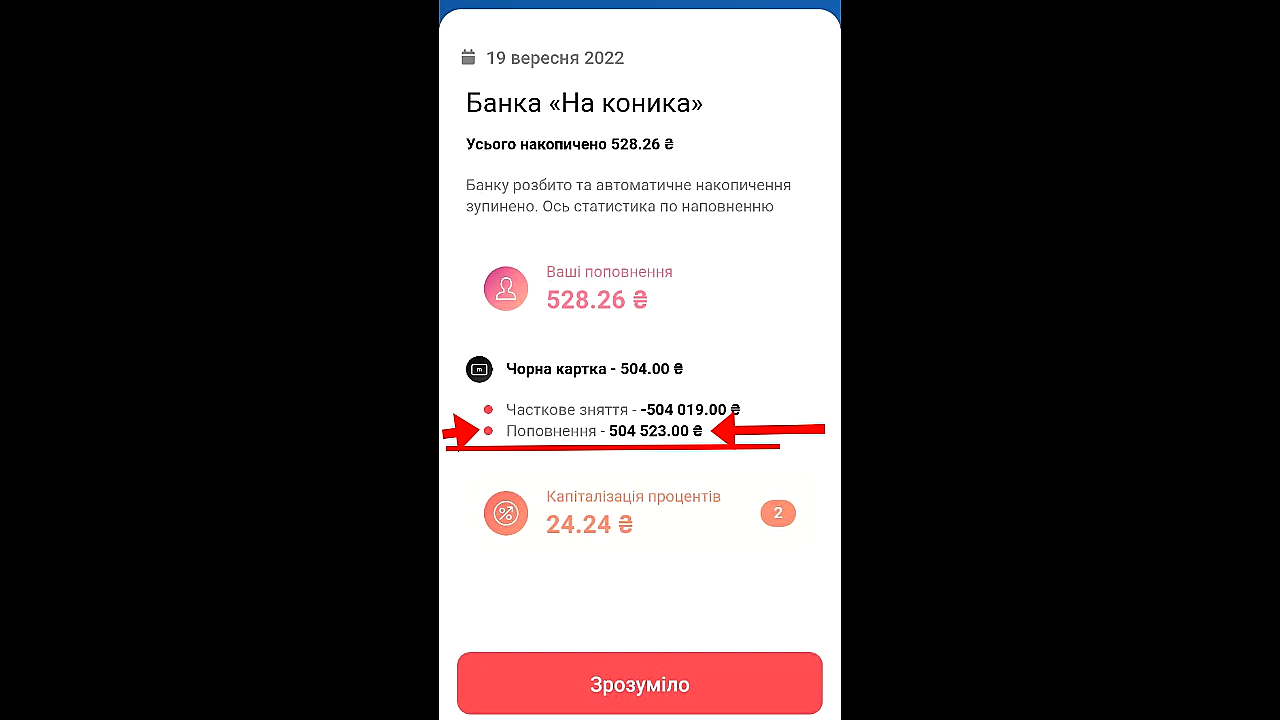 19 вересня 2022
Банка «На коника»
Усього накопичено 528.26 ₴
Банку розбито та автоматичне накопичення
зупинено. Ось статистика по наповненню
Ваші поповнення
528.26 ₴
Чорна картка - 504.00 ₴
Часткове зняття - -504 019.00 ₴
Поповнення - 504 523.00 ₴
Капіталізація процентів
24.24 ₴
2
Зрозуміло